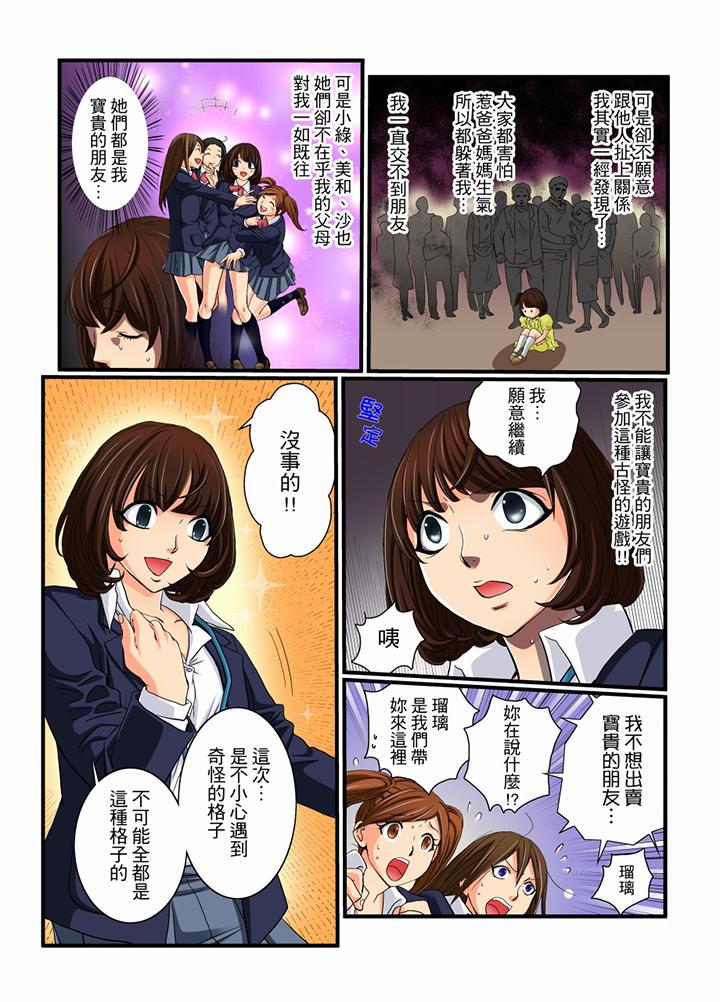 可是卻不願意
跟他人扯上關係
我其實已經發現了…
大家都害怕
惹爸爸媽媽生氣
所以都躲著我…
我一直交不到朋友
可是小綠、美和、沙也
她們卻不在乎我的父母
對我一如既往
她們都是我
寶貴的朋友…
我不能讓寶貴的朋友們
參加這種古怪的遊戲!!
我…
願意繼續
堅定
咦
我不想出賣
寶貴的朋友…
瑠璃
妳在說什麼!?
瑠璃
是我們帶
妳來這裡
沒事的!!
這次…
是不小心遇到
奇怪的格子
不可能全都是
這種格子的